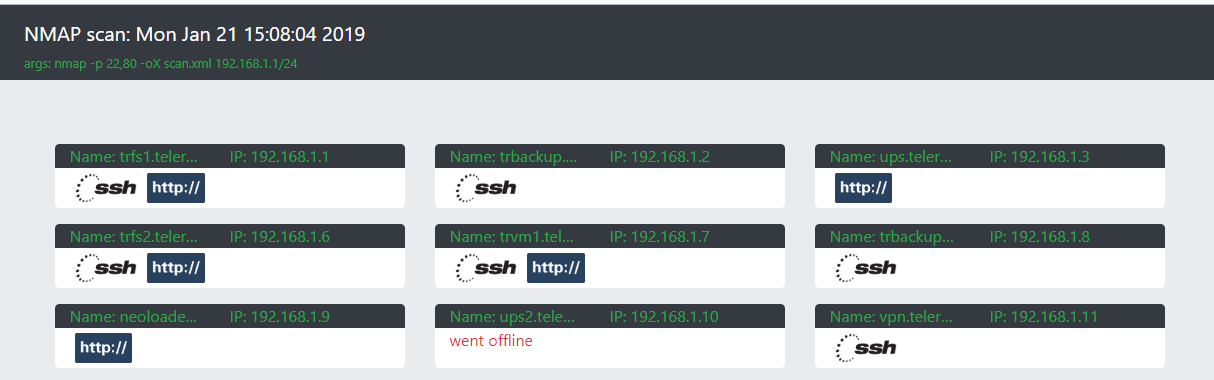 NMAP scan: Mon Jan 21 15:08:04 2019
args: nmap -p 22,80 -oX scan.xml 192.168.1.1/24
Name: trfs1.teler... IP: 192.168.1.1
ssh http://
Name: trbackup.... IP: 192.168.1.2
ssh
Name: ups.teler... IP: 192.168.1.3
http://
Name: trfs2.teler... IP: 192.168.1.6
ssh http://
Name: trvm1.tel... IP: 192.168.1.7
ssh http://
Name: trbackup... IP: 192.168.1.8
ssh
Name: neoloade... IP: 192.168.1.9
http://
Name: ups2.tele... IP: 192.168.1.10
went offline
Name: vpn.teler... IP: 192.168.1.11
ssh